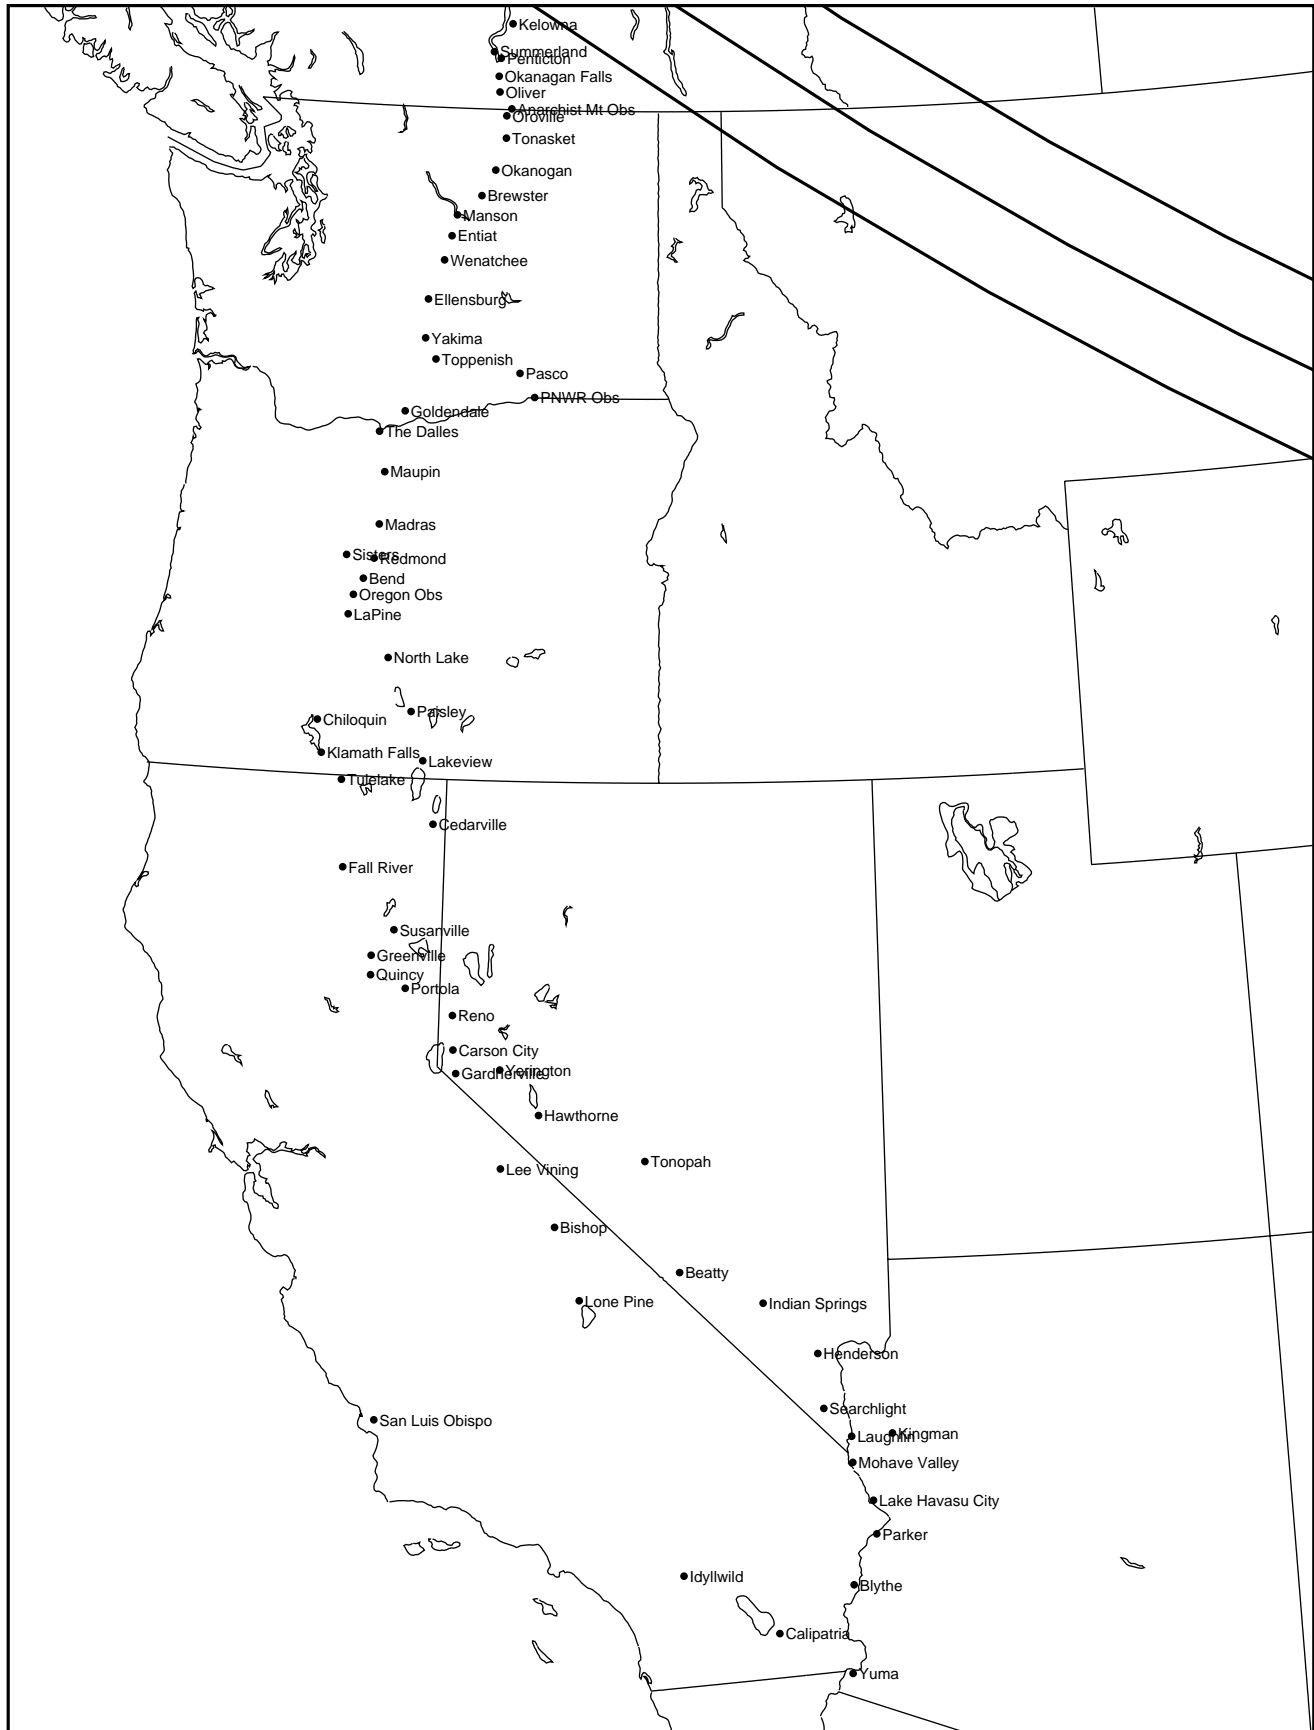 Kelowna
Summerland
Penticton
Okanagan Falls
Oliver
Anarchist Mt Obs
Oroville
Tonasket
Okanogan
Brewster
Manson
Entiat
Wenatchee
Ellensburg
Yakima
Toppenish
Pasco
PNWR Obs
Goldendale
The Dalles
Maupin
Madras
Sisters
Redmond
Bend
Oregon Obs
LaPine
North Lake
Paisley
Chiloquin
Klamath Falls
Lakeview
Tulelake
Cedarville
Fall River
Susanville
Greenville
Quincy
Portola
Reno
Carson City
Yerington
Gardnerville
Hawthorne
Tonopah
Lee Vining
Bishop
Beatty
Lone Pine
Indian Springs
Henderson
Searchlight
San Luis Obispo
Kingman
Laughlin
Mohave Valley
Lake Havasu City
Parker
Idyllwild
Blythe
Calipatria
Yuma